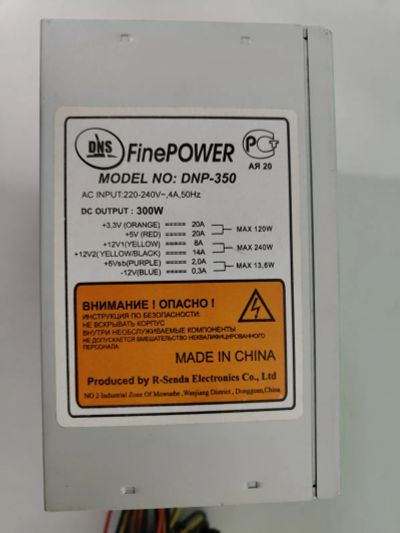 DNS
FinePOWER
АЯ 20
MODEL NO: DNP-350
AC INPUT:220-240V~,4A,50Hz
DC OUTPUT : 300W
+3,3V (ORANGE) ===== 20A
+5V (RED) ===== 20A
MAX 120W
+12V1(YELLOW) ===== 8A
+12V2(YELLOW/BLACK) ===== 14A
MAX 240W
+5Vsb(PURPLE) ===== 2,0A
-12V(BLUE) ===== 0,3A
MAX 13,6W
ВНИМАНИЕ ! ОПАСНО !
ИНСТРУКЦИЯ ПО БЕЗОПАСНОСТИ:
НЕ ВСКРЫВАТЬ КОРПУС
ВНУТРИ НЕОБСЛУЖИВАЕМЫЕ КОМПОНЕНТЫ
НЕ ДОПУСКАЕТСЯ ВМЕШАТЕЛЬСТВО НЕКВАЛИФИЦИРОВАННОГО
ПЕРСОНАЛА
MADE IN CHINA
Produced by R-Senda Electronics Co., Ltd
NO 2 Industrial Zone Of Mowushe, Wanjiang District , Dongguan,China